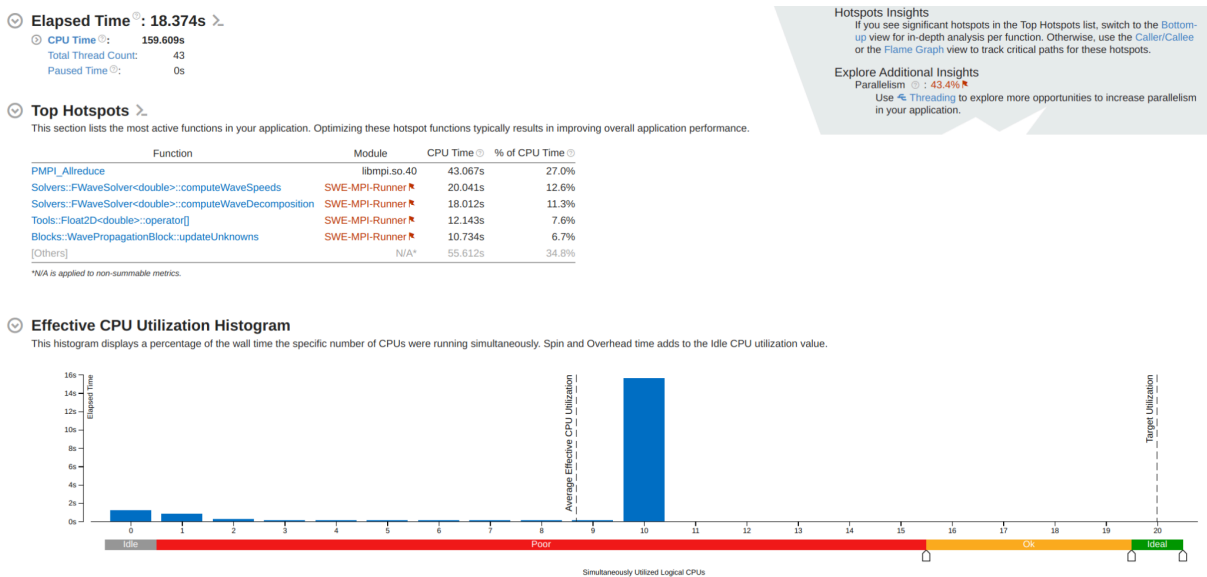 Elapsed Time: 18.374s
CPU Time: 159.609s
Total Thread Count: 43
Paused Time: 0s
Hotspots Insights
If you see significant hotspots in the Top Hotspots list, switch to the Bottom-
up view for in-depth analysis per function. Otherwise, use the Caller/Callee
or the Flame Graph view to track critical paths for these hotspots.
Explore Additional Insights
Parallelism : 43.4%
Use Threading to explore more opportunities to increase parallelism
in your application.
Top Hotspots
This section lists the most active functions in your application. Optimizing these hotspot functions typically results in improving overall application performance.
Function Module CPU Time % of CPU Time
PMPI_Allreduce libmpi.so.40 43.067s 27.0%
Solvers::FWaveSolver<double>::computeWaveSpeeds SWE-MPI-Runner 20.041s 12.6%
Solvers::FWaveSolver<double>::computeWaveDecomposition SWE-MPI-Runner 18.012s 11.3%
Tools::Float2D<double>::operator[] SWE-MPI-Runner 12.143s 7.6%
Blocks::WavePropagationBlock::updateUnknowns SWE-MPI-Runner 10.734s 6.7%
[Others] N/A* 55.612s 34.8%
*N/A is applied to non-summable metrics.
Effective CPU Utilization Histogram
This histogram displays a percentage of the wall time the specific number of CPUs were running simultaneously. Spin and Overhead time adds to the Idle CPU utilization value.
16s
14s
12s
10s
8s
6s
4s
2s
0s
Elapsed Time
Average Effective CPU Utilization
Target Utilization
0 1 2 3 4 5 6 7 8 9 10 11 12 13 14 15 16 17 18 19 20
Idle Poor Ok Ideal
Simultaneously Utilized Logical CPUs